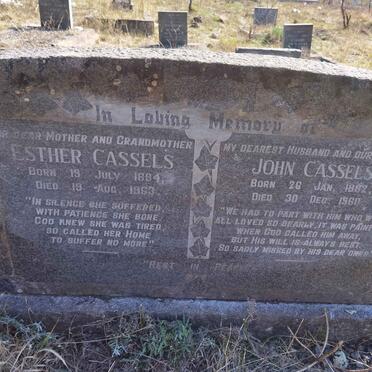 In Loving Memory of
DEAR MOTHER AND GRANDMOTHER
ESTHER CASSELS
BORN 19 JULY 1884,
DIED 19 AUG. 1963.
"IN SILENCE SHE SUFFERED,
WITH PATIENCE SHE BORE,
GOD KNEW SHE WAS TIRED,
SO CALLED HER HOME
TO SUFFER NO MORE"
MY DEAREST HUSBAND AND OUR
JOHN CASSELS
BORN 26 JAN. 1882,
DIED 30 DEC. 1960.
"WE HAD TO PART WITH HIM WHO
ALL LOVED SO DEARLY, IT WAS
WHEN GOD CALLED HIM AWAY,
BUT HIS WILL IS ALWAYS BEST.
SO SADLY MISSED BY HIS DEAR
"REST IN